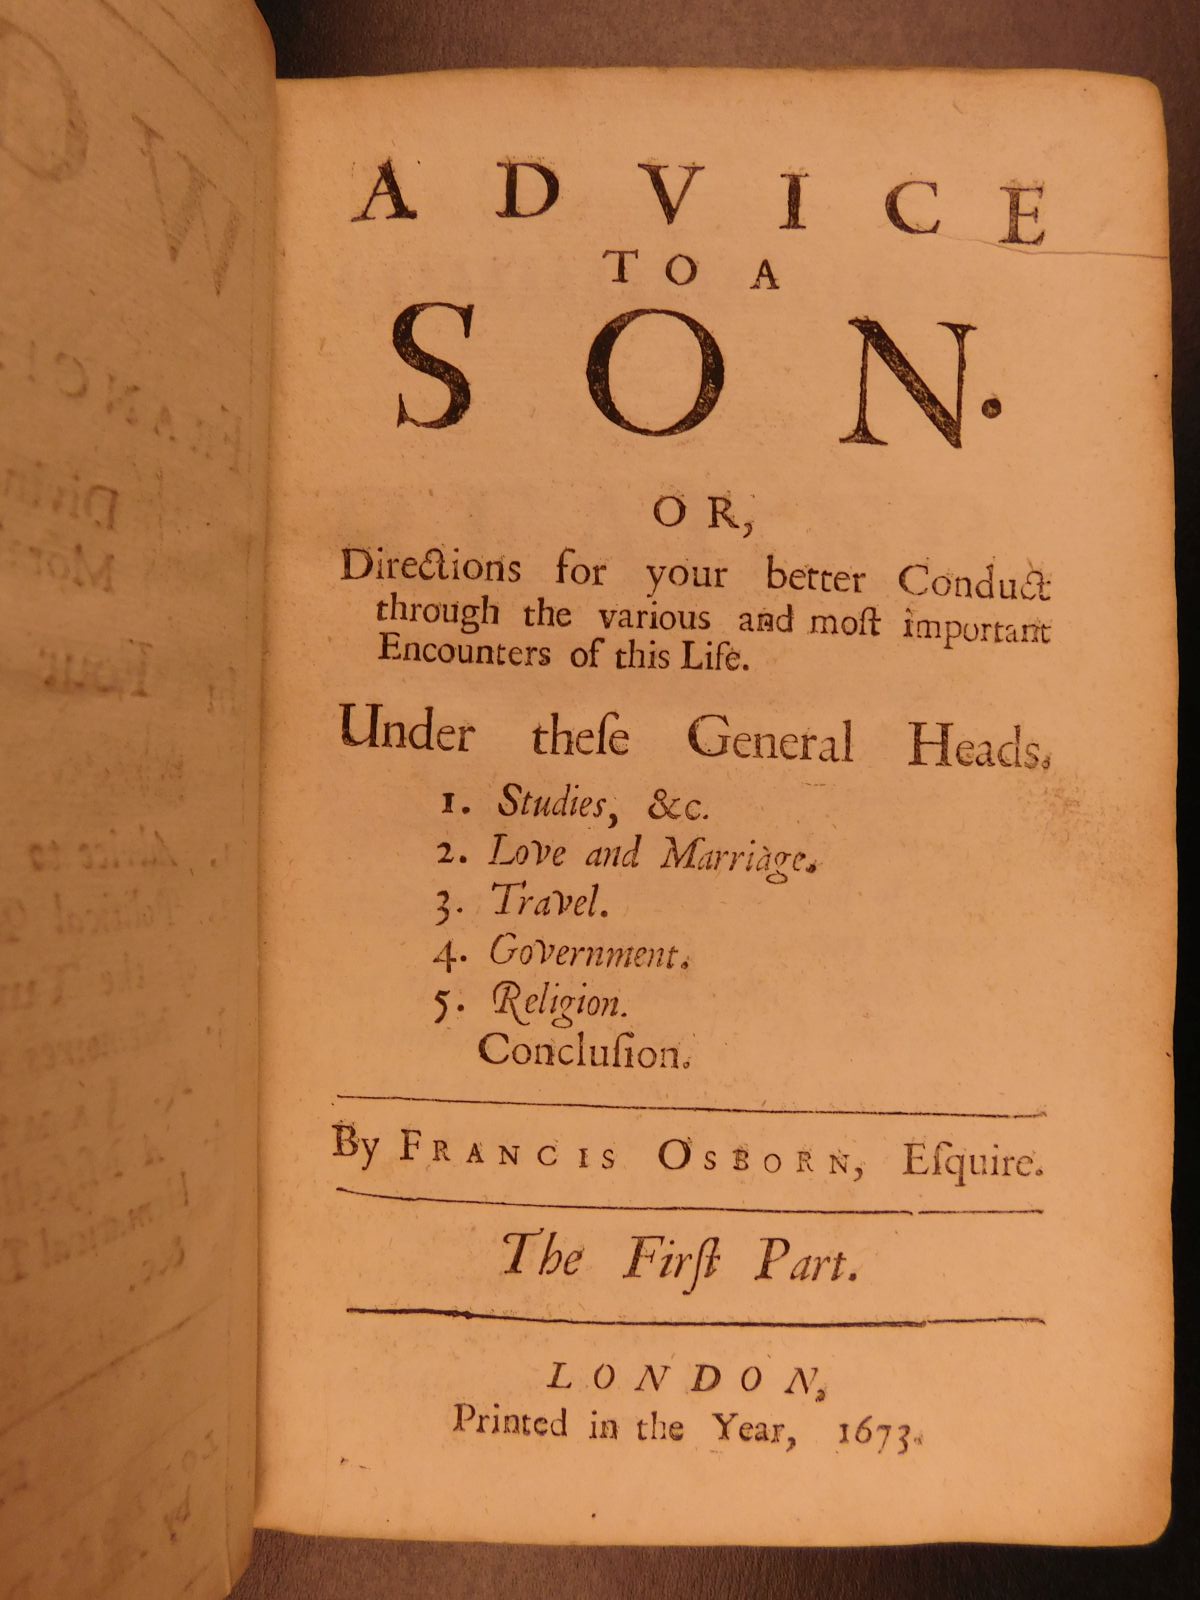 ADVICE
TO A
SON.
OR,
Directions for your better Conduct
through the various and moſt important
Encounters of this Life.
Under theſe General Heads.
1. Studies, &c.
2. Love and Marriage.
3. Travel.
4. Government.
5. Religion.
Concluſion.
By FRANCIS OSBORN, Eſquire.
The Firſt Part.
LONDON,
Printed in the Year, 1673.